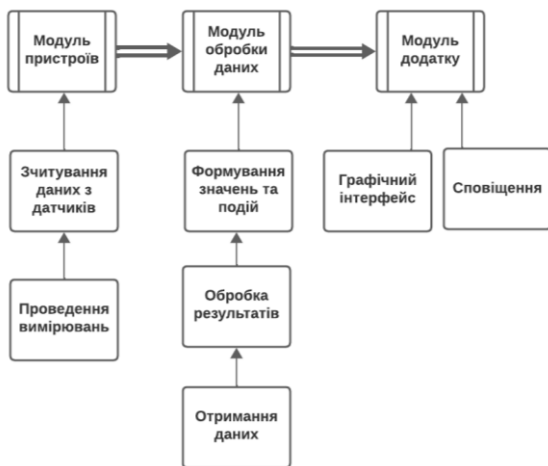 Модуль
пристроїв
Модуль
обробки
даних
Модуль
додатку
Зчитування
даних з
датчиків
Формування
значень та
подій
Графічний
інтерфейс
Сповіщення
Проведення
вимірювань
Обробка
результатів
Отримання
даних